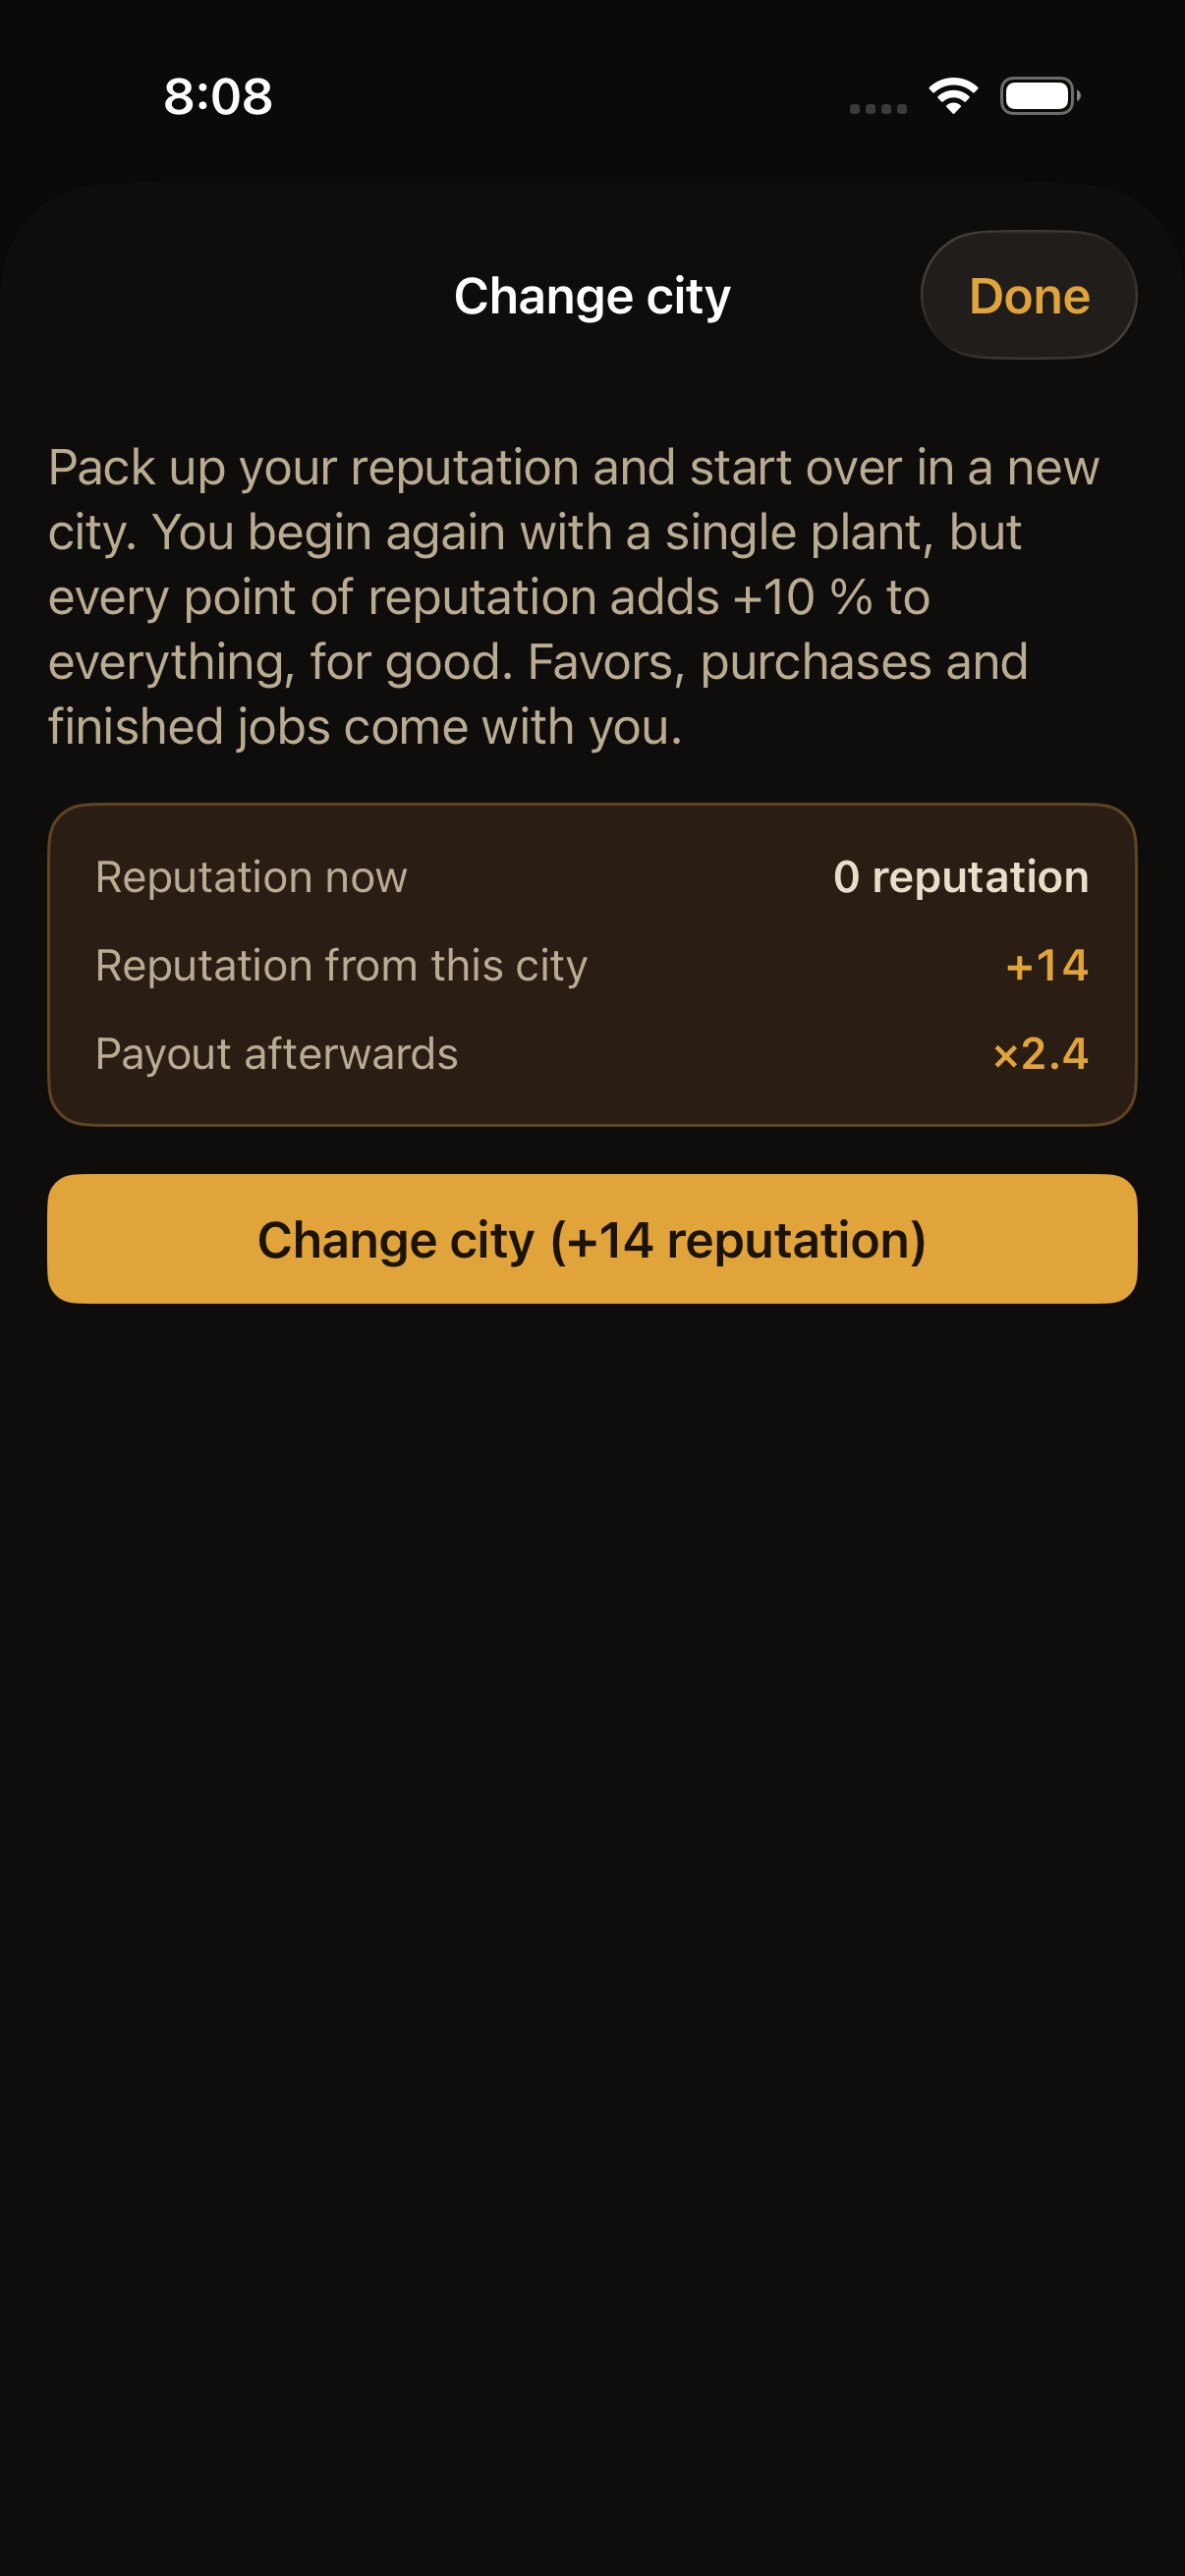 8:08
Change city
Done
Pack up your reputation and start over in a new
city. You begin again with a single plant, but
every point of reputation adds +10 % to
everything, for good. Favors, purchases and
finished jobs come with you.
Reputation now 0 reputation
Reputation from this city +14
Payout afterwards ×2.4
Change city (+14 reputation)